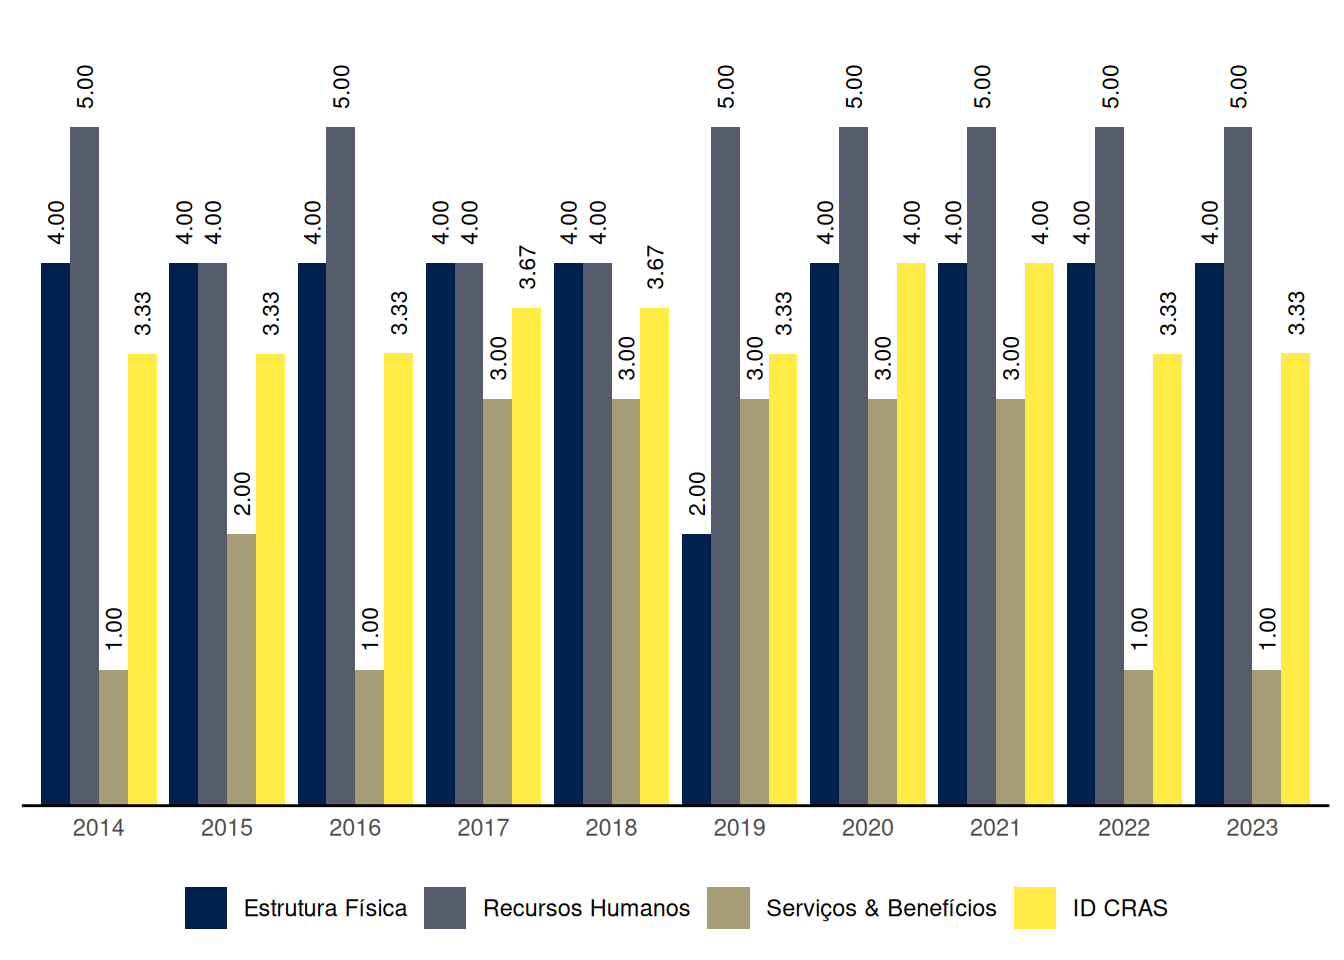 4.00 5.00 1.00 3.33 4.00 4.00 2.00 3.33 4.00 5.00 1.00 3.33 4.00 4.00 3.00 3.67 4.00 4.00 3.00 3.67 2.00 5.00 3.00 3.33 4.00 5.00 3.00 4.00 4.00 5.00 3.00 4.00 4.00 5.00 1.00 3.33 4.00 5.00 1.00 3.33
2014 2015 2016 2017 2018 2019 2020 2021 2022 2023
Estrutura Física Recursos Humanos Serviços & Benefícios ID CRAS